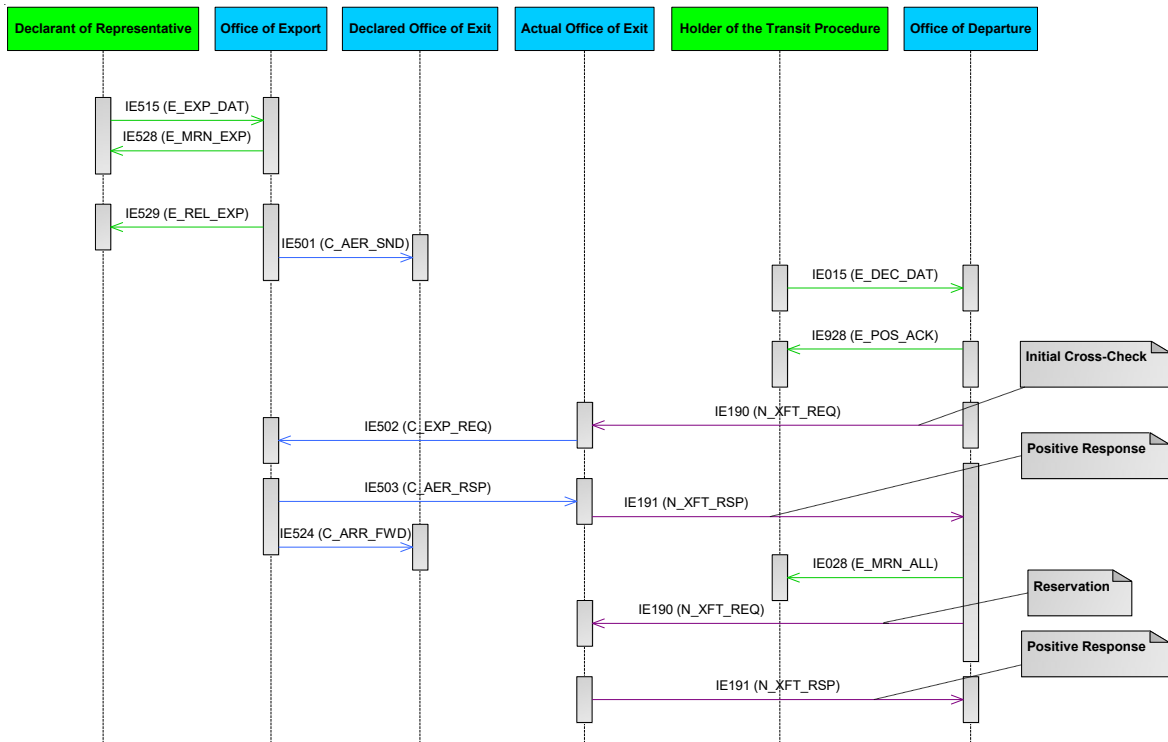 Declarant of Representative
Office of Export
Declared Office of Exit
Actual Office of Exit
Holder of the Transit Procedure
Office of Departure
IE515 (E_EXP_DAT)
IE528 (E_MRN_EXP)
IE529 (E_REL_EXP)
IE501 (C_AER_SND)
IE015 (E_DEC_DAT)
IE928 (E_POS_ACK)
Initial Cross-Check
IE190 (N_XFT_REQ)
IE502 (C_EXP_REQ)
Positive Response
IE503 (C_AER_RSP)
IE191 (N_XFT_RSP)
IE524 (C_ARR_FWD)
IE028 (E_MRN_ALL)
Reservation
IE190 (N_XFT_REQ)
Positive Response
IE191 (N_XFT_RSP)